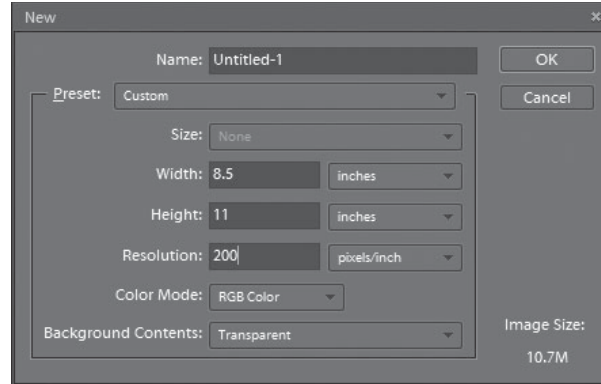 New ×
Name: Untitled-1
OK
Preset: Custom
Cancel
Size: None
Width: 8.5 inches
Height: 11 inches
Resolution: 200 pixels/inch
Color Mode: RGB Color
Background Contents: Transparent
Image Size:
10.7M